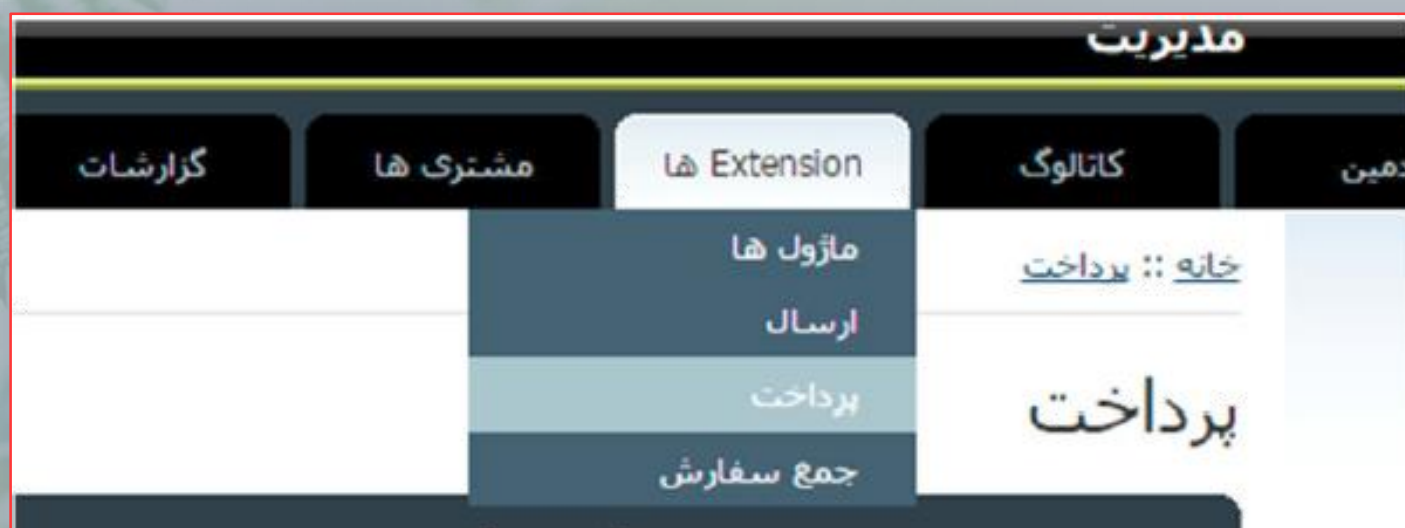 مدیریت
کاتالوگ
Extension ها
مشتری ها
گزارشات
خانه :: پرداخت
پرداخت
ماژول ها
ارسال
پرداخت
جمع سفارش